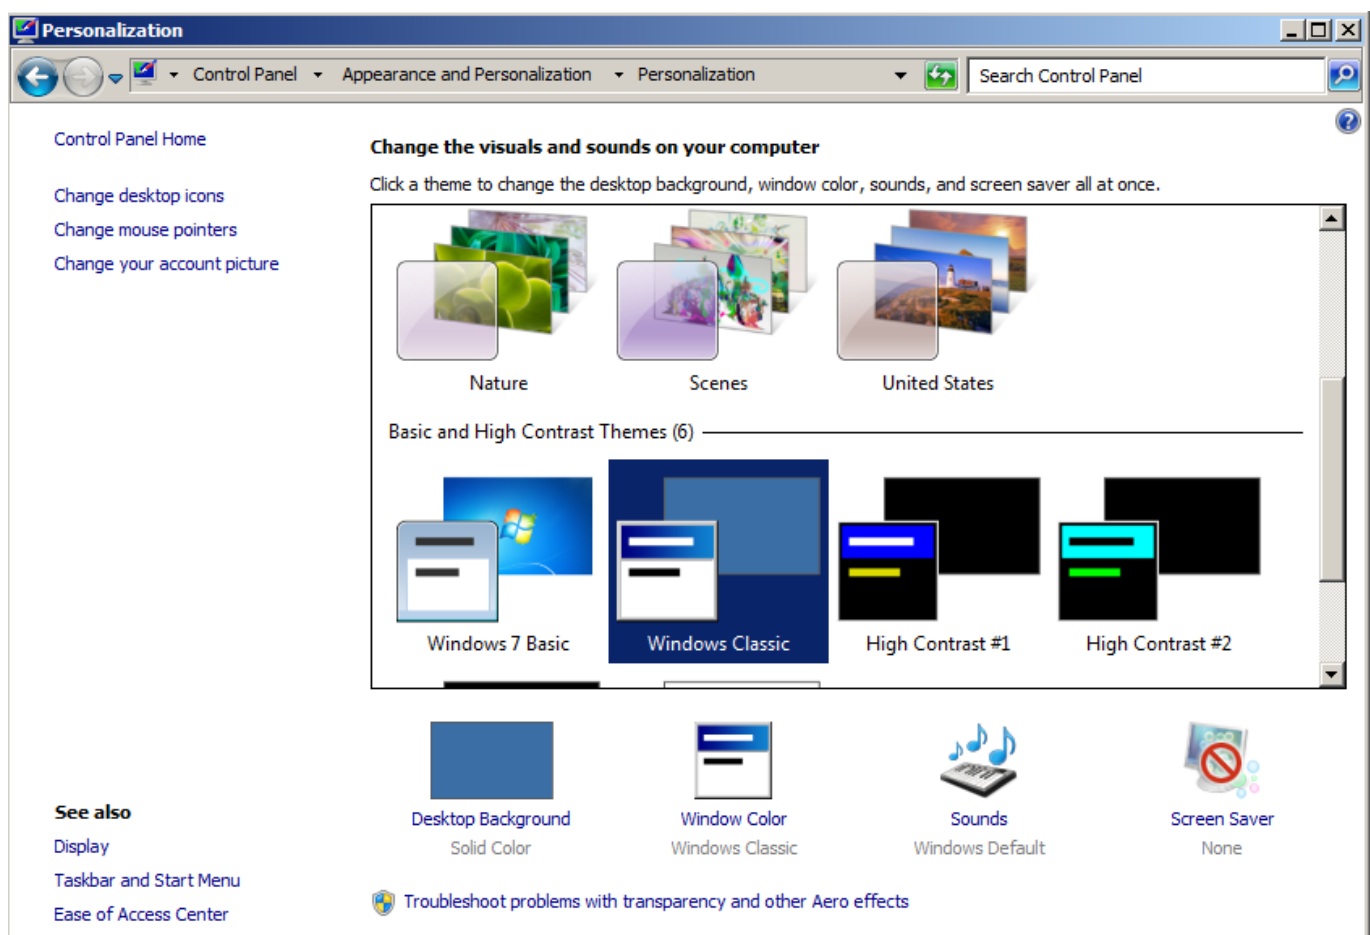 Personalization
Control Panel
Appearance and Personalization
Personalization
Search Control Panel
Control Panel Home
Change desktop icons
Change mouse pointers
Change your account picture
Change the visuals and sounds on your computer
Click a theme to change the desktop background, window color, sounds, and screen saver all at once.
Nature
Scenes
United States
Basic and High Contrast Themes (6)
Windows 7 Basic
Windows Classic
High Contrast #1
High Contrast #2
Desktop Background
Solid Color
Window Color
Windows Classic
Sounds
Windows Default
Screen Saver
None
Troubleshoot problems with transparency and other Aero effects
See also
Display
Taskbar and Start Menu
Ease of Access Center